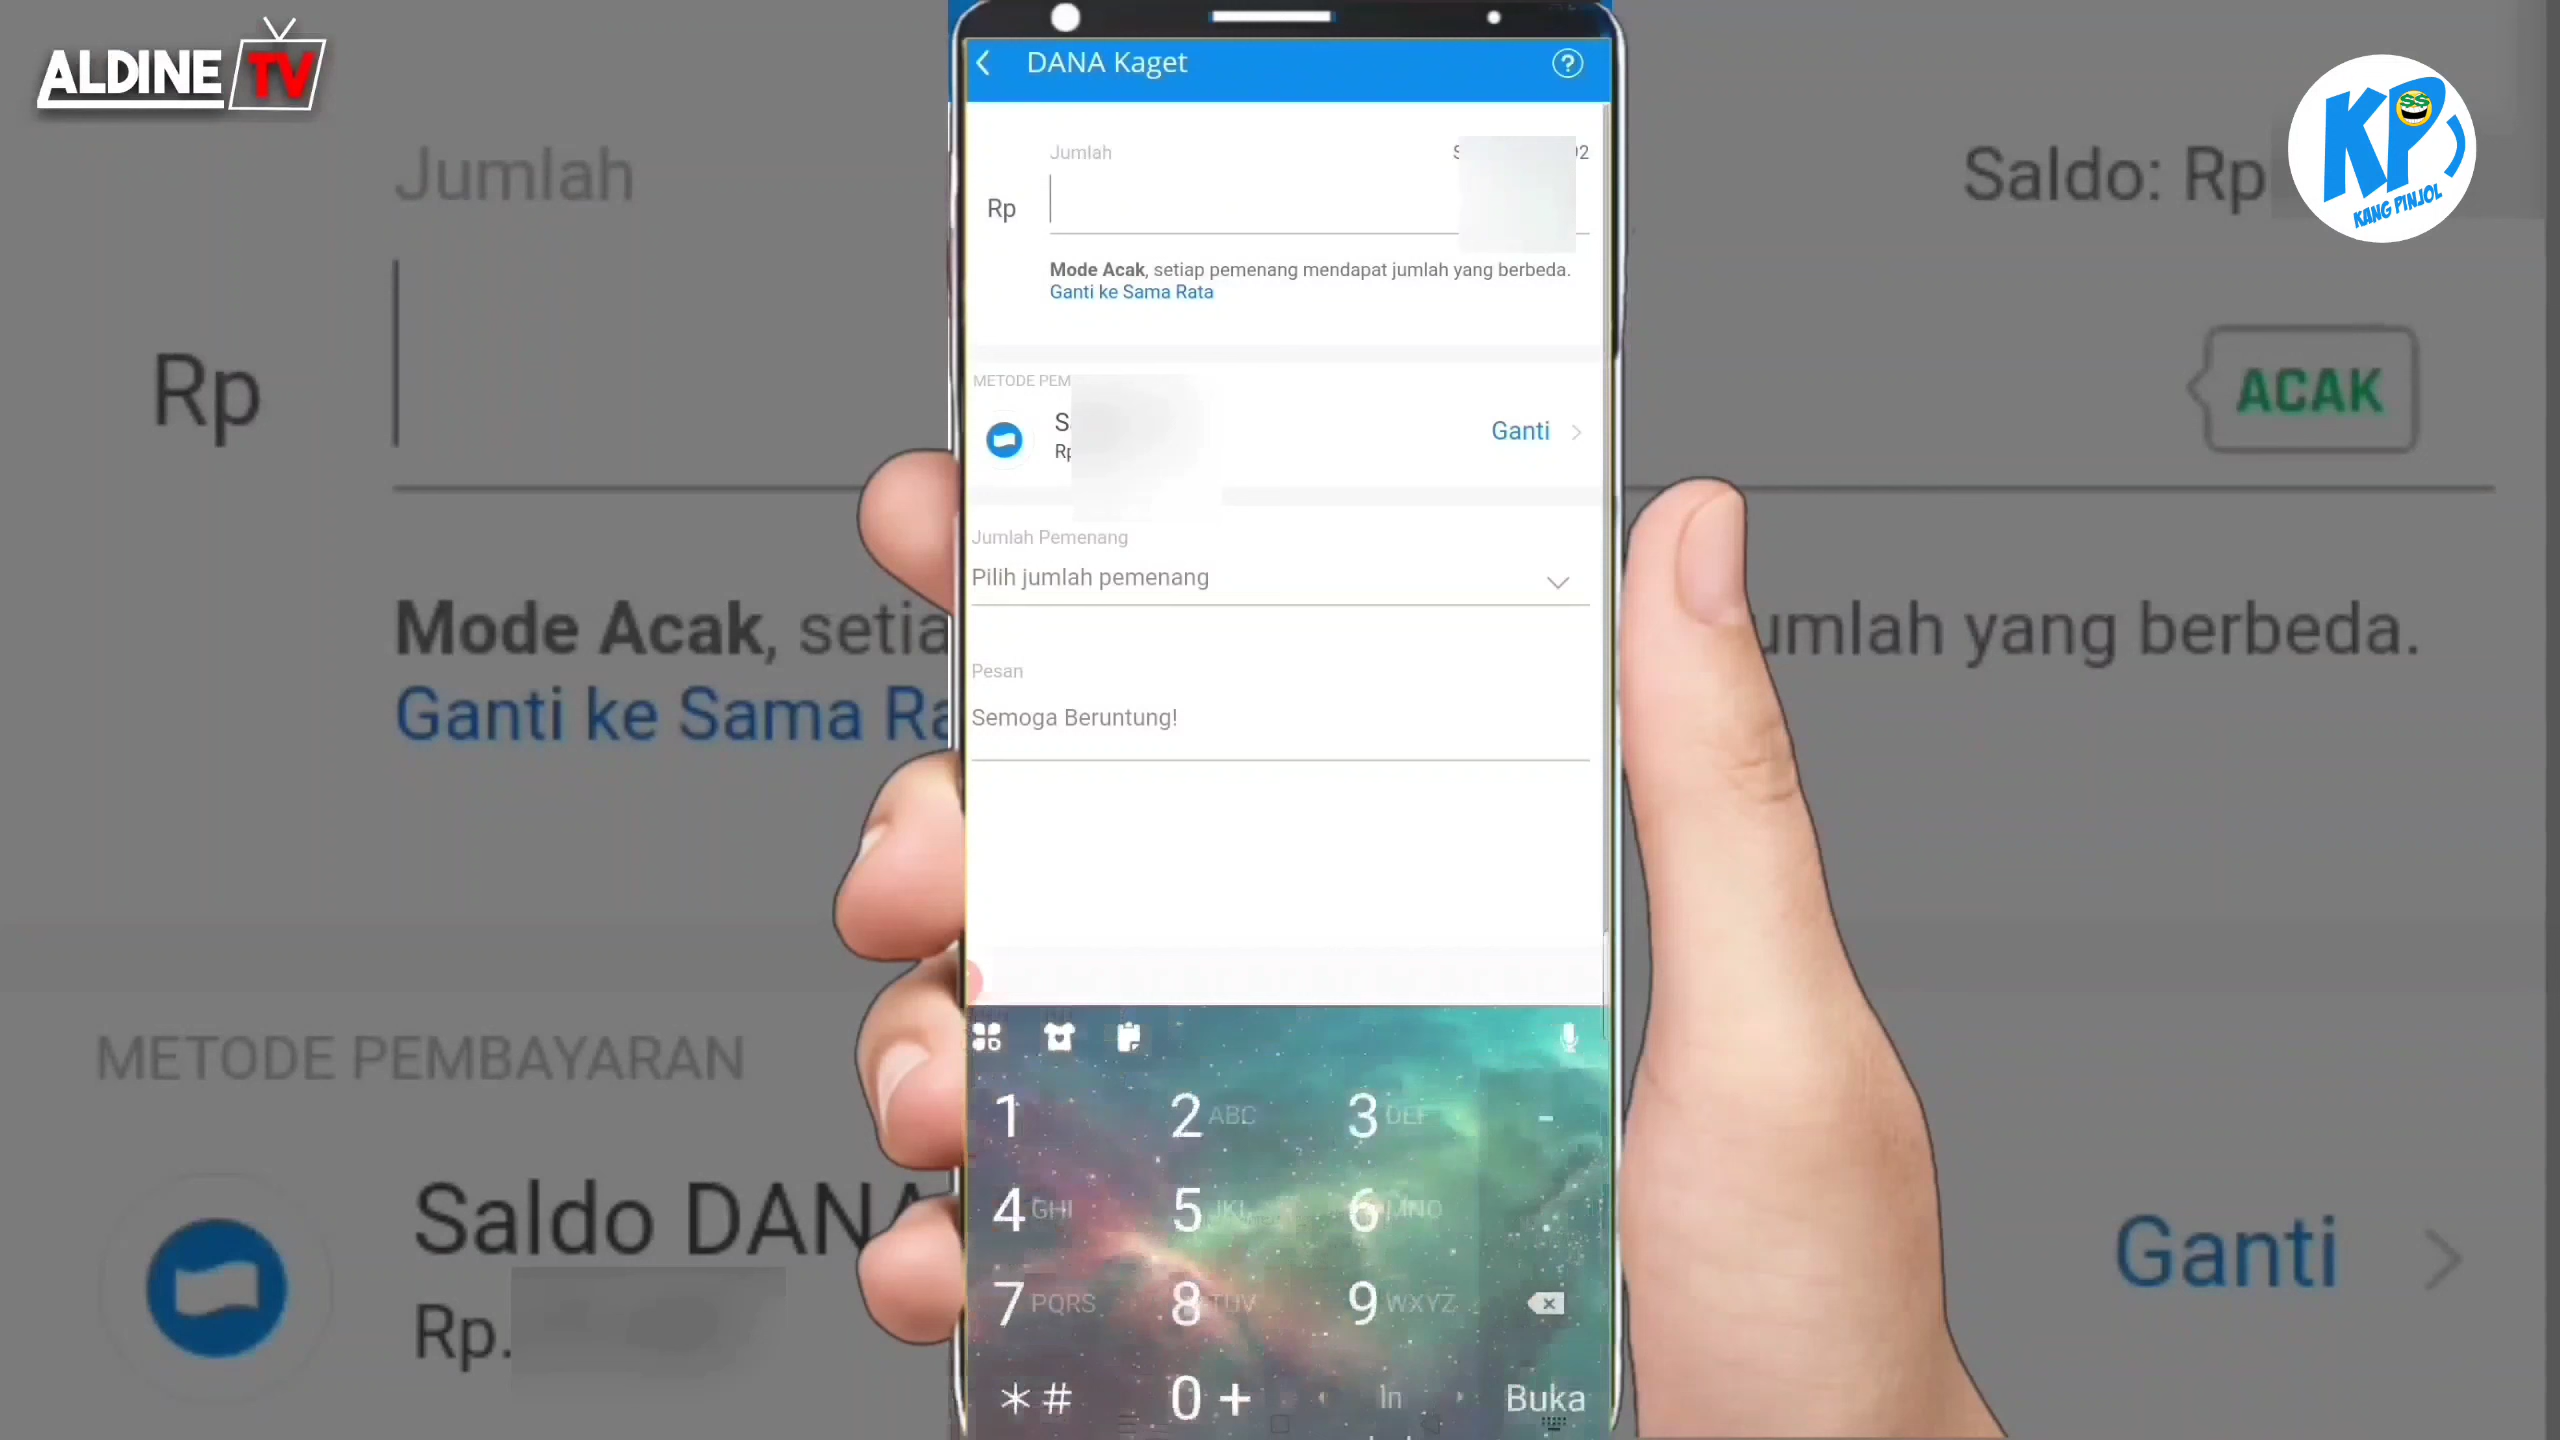 ALDINE TV
KP
KANG PINJOL
DANA Kaget
Jumlah
Rp
Mode Acak, setiap pemenang mendapat jumlah yang berbeda.
Ganti ke Sama Rata
METODE PEM
Rp
Ganti
Jumlah Pemenang
Pilih jumlah pemenang
Pesan
Semoga Beruntung!
1
2 ABC
3 DEF
-
4 GHI
5 JKL
6 MNO
.
7 PQRS
8 TUV
9 WXYZ
*#
0 +
In
Buka
Jumlah
Saldo: Rp
Rp
ACAK
Mode Acak, setia
umlah yang berbeda.
Ganti ke Sama Ra
METODE PEMBAYARAN
Saldo DANA
Rp.
Ganti